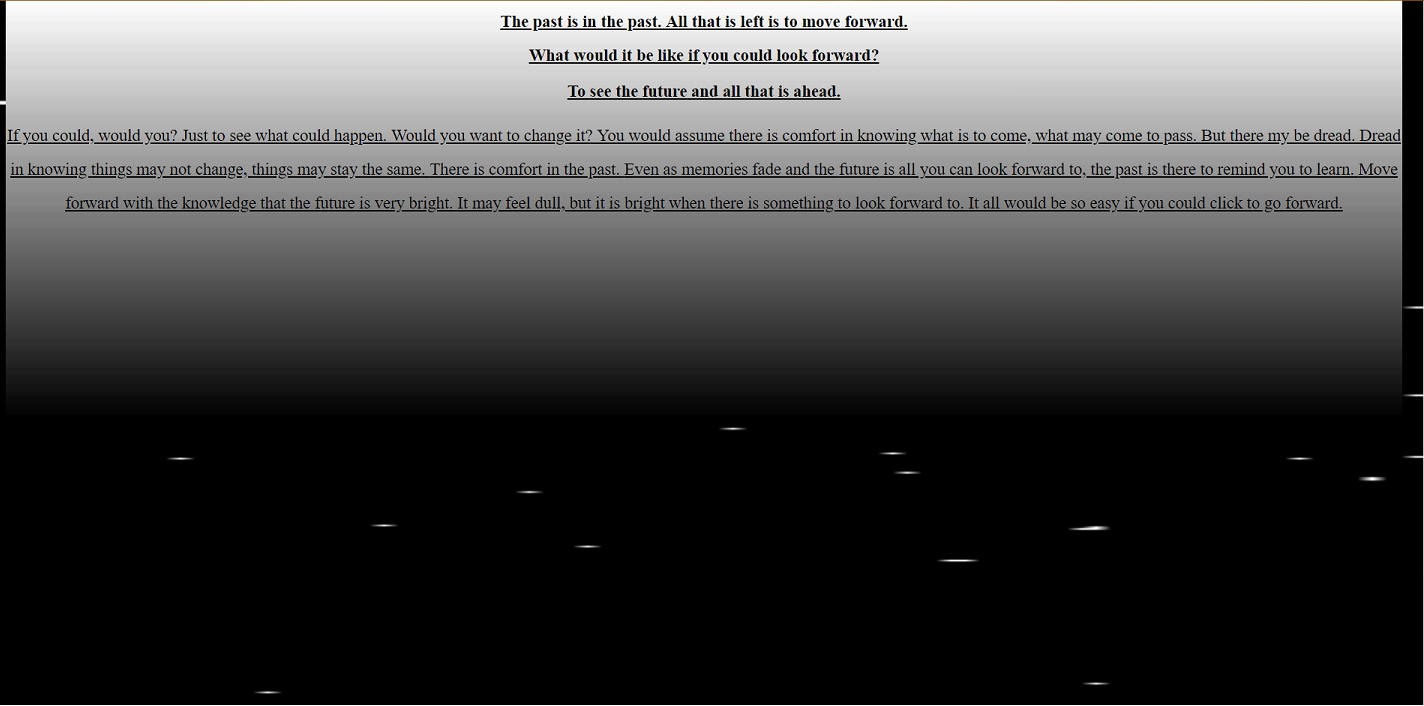 The past is in the past. All that is left is to move forward.
What would it be like if you could look forward?
To see the future and all that is ahead.
If you could, would you? Just to see what could happen. Would you want to change it? You would assume there is comfort in knowing what is to come, what may come to pass. But there my be dread. Dread
in knowing things may not change, things may stay the same. There is comfort in the past. Even as memories fade and the future is all you can look forward to, the past is there to remind you to learn. Move
forward with the knowledge that the future is very bright. It may feel dull, but it is bright when there is something to look forward to. It all would be so easy if you could click to go forward.